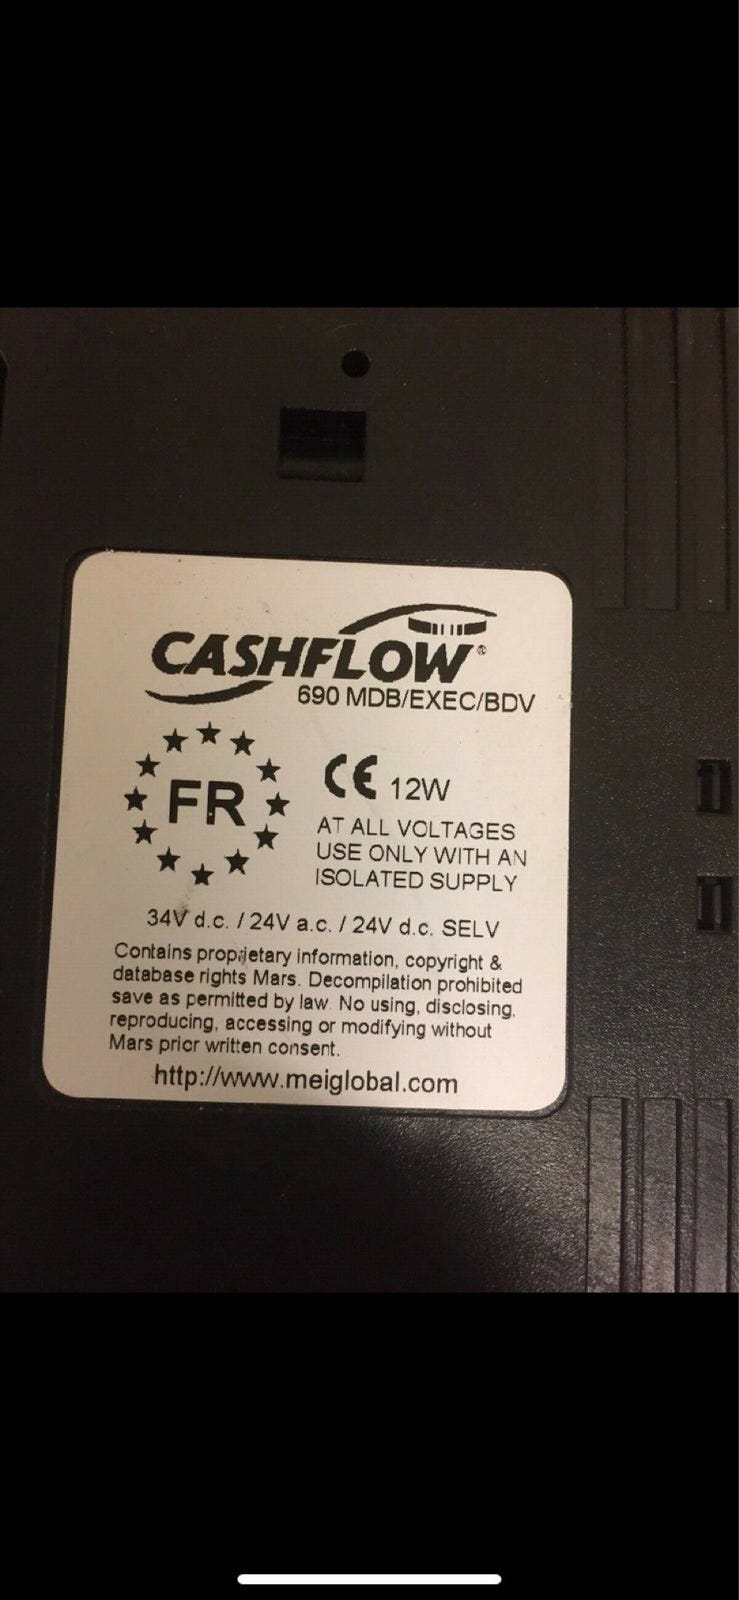 CASHFLOW®
690 MDB/EXEC/BDV
FR
CE 12W
AT ALL VOLTAGES
USE ONLY WITH AN
ISOLATED SUPPLY
34V d.c. / 24V a.c. / 24V d.c. SELV
Contains proprietary information, copyright &
database rights Mars. Decompilation prohibited
save as permitted by law. No using, disclosing,
reproducing, accessing or modifying without
Mars prior written consent.
http://www.meiglobal.com